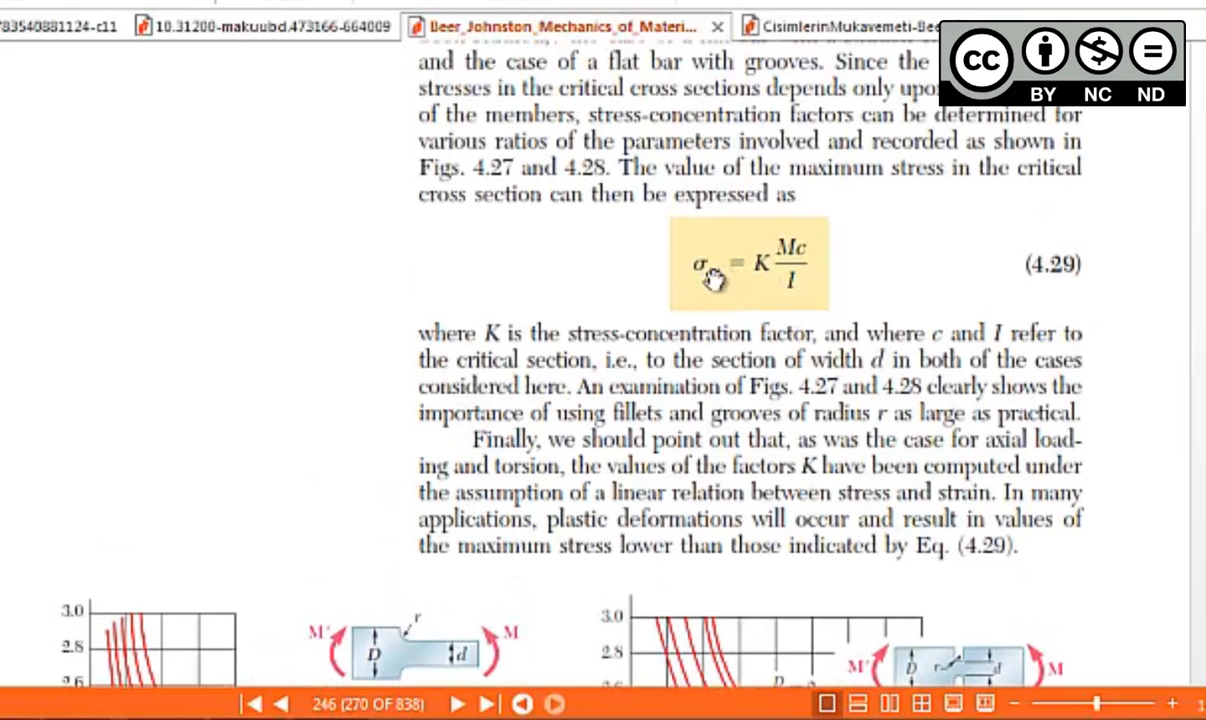 783540881124-c11
10.31200-makuubd.473166-664009
Beer_Johnston_Mechanics_of_Materi...
CisimlerinMukavemeti-Bee
CC
BY NC ND
and the case of a flat bar with grooves. Since the
stresses in the critical cross sections depends only upo
of the members, stress-concentration factors can be determined for
various ratios of the parameters involved and recorded as shown in
Figs. 4.27 and 4.28. The value of the maximum stress in the critical
cross section can then be expressed as
σ = K Mc/I (4.29)
where K is the stress-concentration factor, and where c and I refer to
the critical section, i.e., to the section of width d in both of the cases
considered here. An examination of Figs. 4.27 and 4.28 clearly shows the
importance of using fillets and grooves of radius r as large as practical.
Finally, we should point out that, as was the case for axial load-
ing and torsion, the values of the factors K have been computed under
the assumption of a linear relation between stress and strain. In many
applications, plastic deformations will occur and result in values of
the maximum stress lower than those indicated by Eq. (4.29).
3.0
2.8
2.6
M' D r d M
3.0
2.8
M' D r d M
246 (270 OF 838)